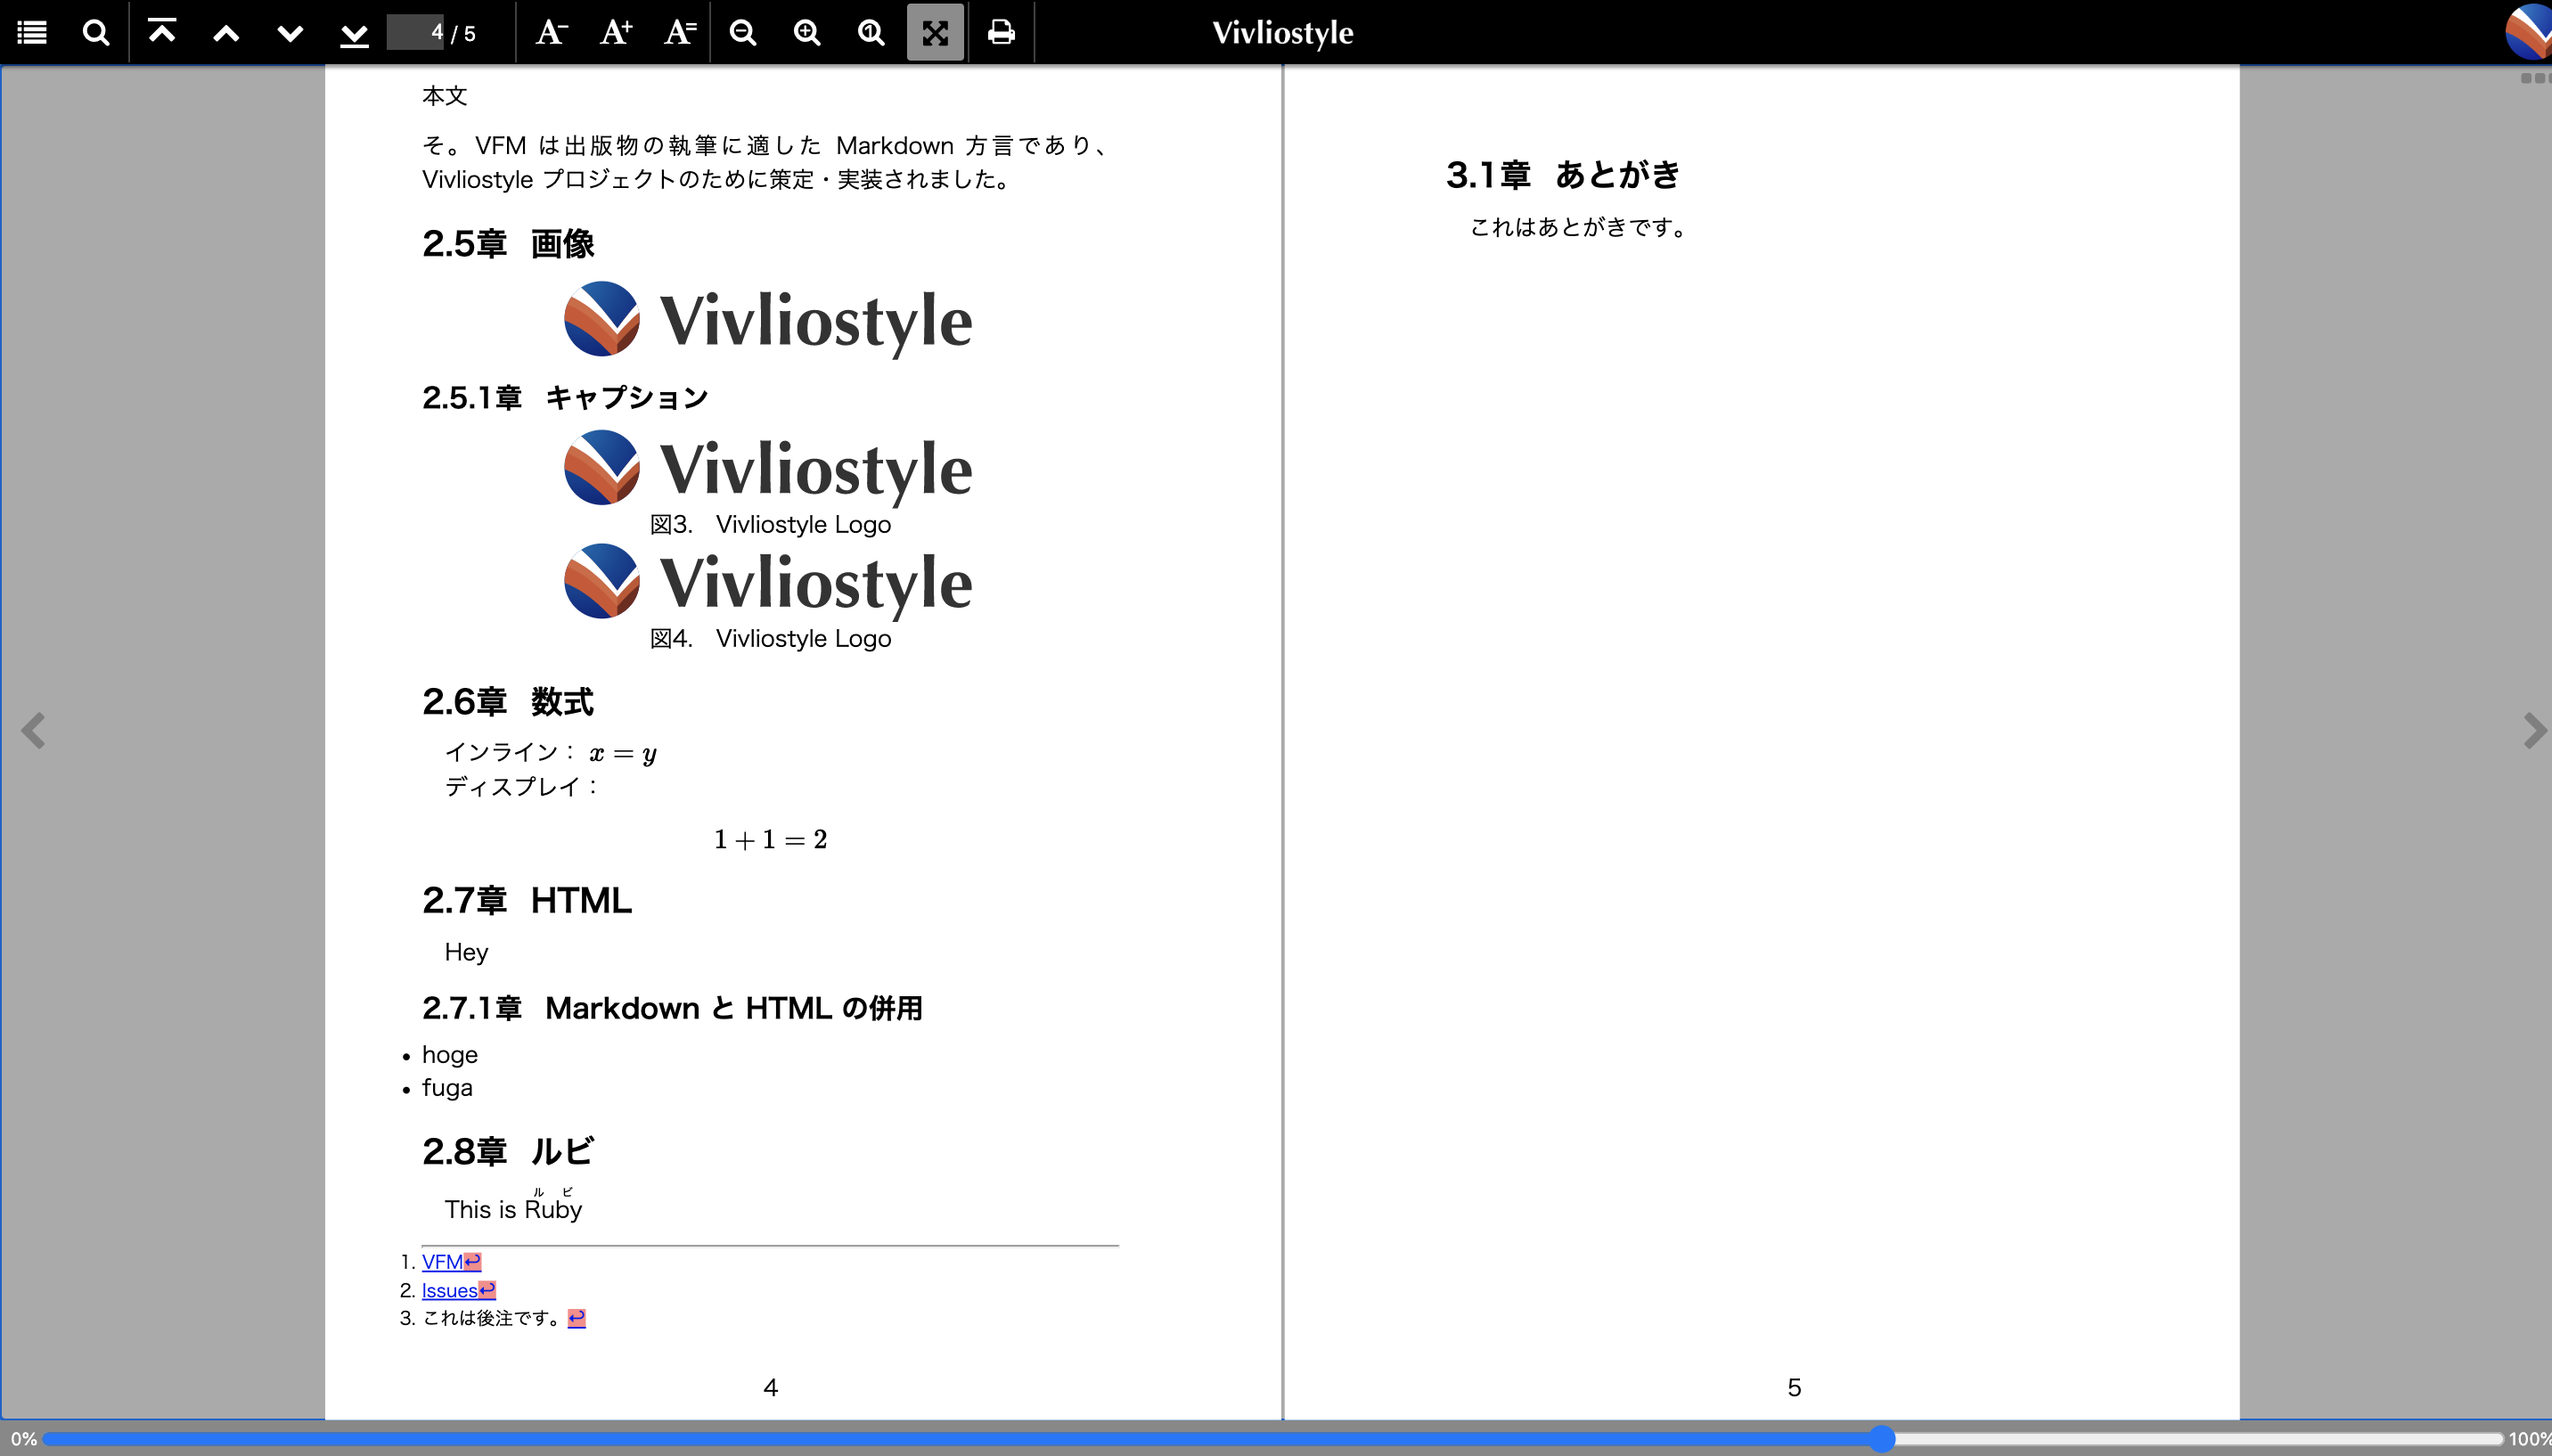 4 / 5
A- A+ A=
Vivliostyle
本文
そ。VFM は出版物の執筆に適した Markdown 方言であり、
Vivliostyle プロジェクトのために策定・実装されました。
2.5章 画像
Vivliostyle
2.5.1章 キャプション
Vivliostyle
図3. Vivliostyle Logo
Vivliostyle
図4. Vivliostyle Logo
2.6章 数式
インライン： x = y
ディスプレイ：
1 + 1 = 2
2.7章 HTML
Hey
2.7.1章 Markdown と HTML の併用
• hoge
• fuga
2.8章 ルビ
ルビ
This is Ruby
1. VFM↩
2. Issues↩
3. これは後注です。↩
4
3.1章 あとがき
これはあとがきです。
5
0%
100%